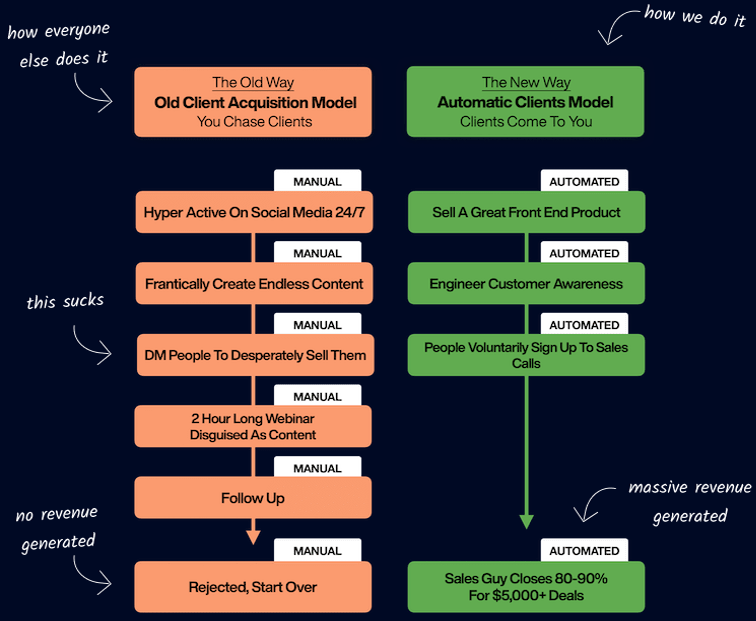 how everyone
else does it
how we do it
The Old Way
Old Client Acquisition Model
You Chase Clients
The New Way
Automatic Clients Model
Clients Come To You
MANUAL
Hyper Active On Social Media 24/7
AUTOMATED
Sell A Great Front End Product
MANUAL
Frantically Create Endless Content
AUTOMATED
Engineer Customer Awareness
this sucks
MANUAL
DM People To Desperately Sell Them
AUTOMATED
People Voluntarily Sign Up To Sales
Calls
MANUAL
2 Hour Long Webinar
Disguised As Content
MANUAL
Follow Up
massive revenue
generated
no revenue
generated
MANUAL
Rejected, Start Over
AUTOMATED
Sales Guy Closes 80-90%
For $5,000+ Deals